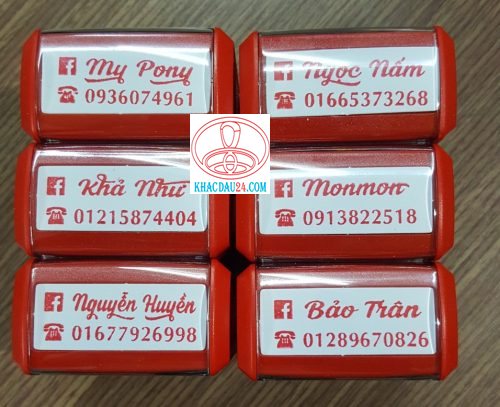 My Pony
0936074961
Ngọc Nấm
01665373268
KHACDAU24.COM
Khả Như
01215874404
Monmon
0913822518
Nguyễn Huyền
01677926998
Bảo Trân
01289670826